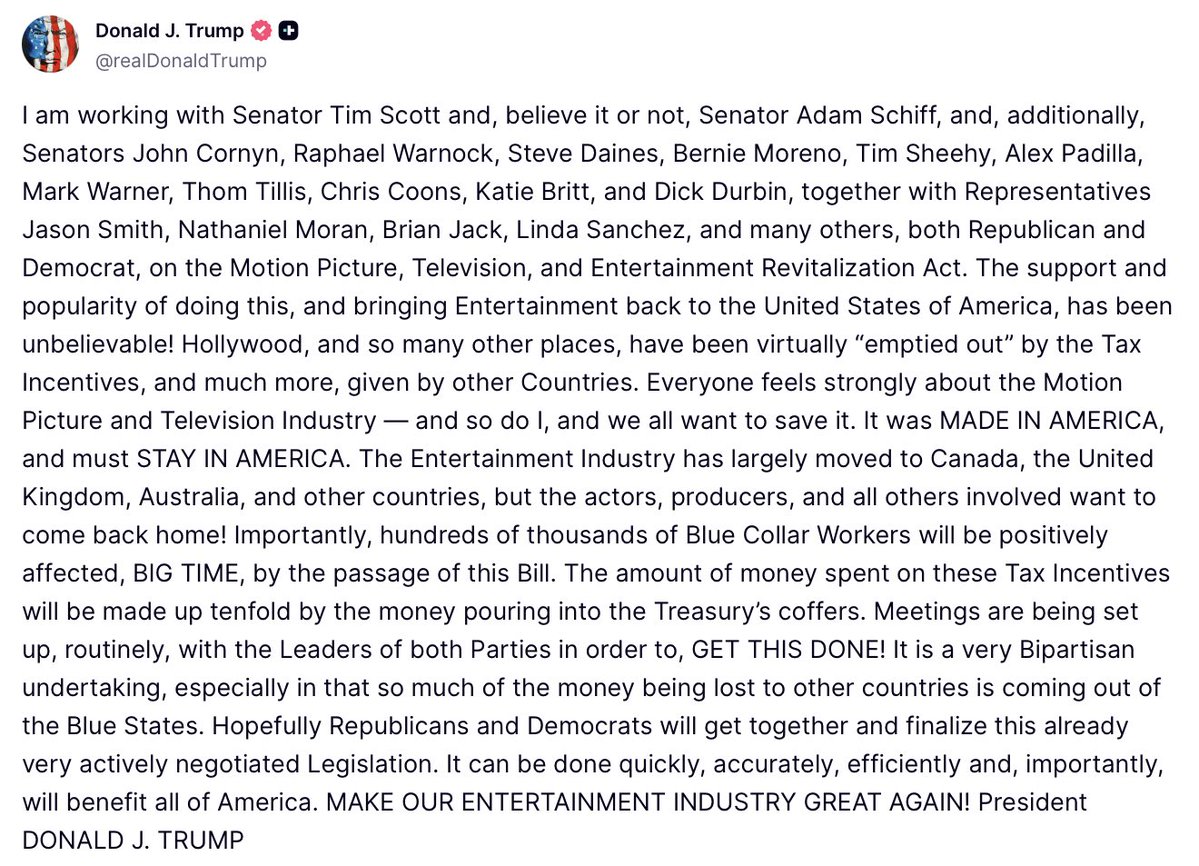 Donald J. Trump
@realDonaldTrump
I am working with Senator Tim Scott and, believe it or not, Senator Adam Schiff, and, additionally,
Senators John Cornyn, Raphael Warnock, Steve Daines, Bernie Moreno, Tim Sheehy, Alex Padilla,
Mark Warner, Thom Tillis, Chris Coons, Katie Britt, and Dick Durbin, together with Representatives
Jason Smith, Nathaniel Moran, Brian Jack, Linda Sanchez, and many others, both Republican and
Democrat, on the Motion Picture, Television, and Entertainment Revitalization Act. The support and
popularity of doing this, and bringing Entertainment back to the United States of America, has been
unbelievable! Hollywood, and so many other places, have been virtually “emptied out” by the Tax
Incentives, and much more, given by other Countries. Everyone feels strongly about the Motion
Picture and Television Industry — and so do I, and we all want to save it. It was MADE IN AMERICA,
and must STAY IN AMERICA. The Entertainment Industry has largely moved to Canada, the United
Kingdom, Australia, and other countries, but the actors, producers, and all others involved want to
come back home! Importantly, hundreds of thousands of Blue Collar Workers will be positively
affected, BIG TIME, by the passage of this Bill. The amount of money spent on these Tax Incentives
will be made up tenfold by the money pouring into the Treasury’s coffers. Meetings are being set
up, routinely, with the Leaders of both Parties in order to, GET THIS DONE! It is a very Bipartisan
undertaking, especially in that so much of the money being lost to other countries is coming out of
the Blue States. Hopefully Republicans and Democrats will get together and finalize this already
very actively negotiated Legislation. It can be done quickly, accurately, efficiently and, importantly,
will benefit all of America. MAKE OUR ENTERTAINMENT INDUSTRY GREAT AGAIN! President
DONALD J. TRUMP